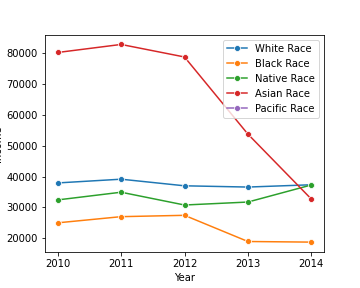 White Race
Black Race
Native Race
Asian Race
Pacific Race
80000
70000
60000
50000
40000
30000
20000
2010 2011 2012 2013 2014
Year